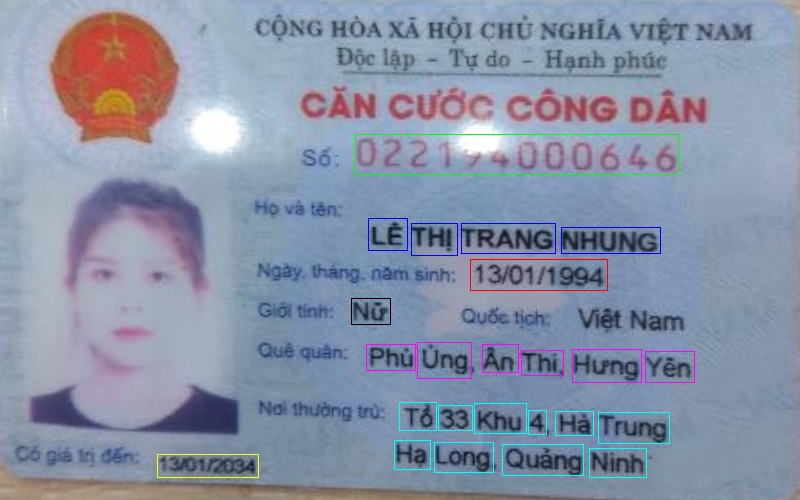 CỘNG HÒA XÃ HỘI CHỦ NGHĨA VIỆT NAM
Độc lập - Tự do - Hạnh phúc
CĂN CƯỚC CÔNG DÂN
Số: 022194000646
Họ và tên:
LÊ THỊ TRANG NHUNG
Ngày, tháng, năm sinh: 13/01/1994
Giới tính: Nữ Quốc tịch: Việt Nam
Quê quán: Phù Ủng, Ân Thi, Hưng Yên
Nơi thường trú: Tổ 33 Khu 4, Hà Trung
Hạ Long, Quảng Ninh
Có giá trị đến: 13/01/2034